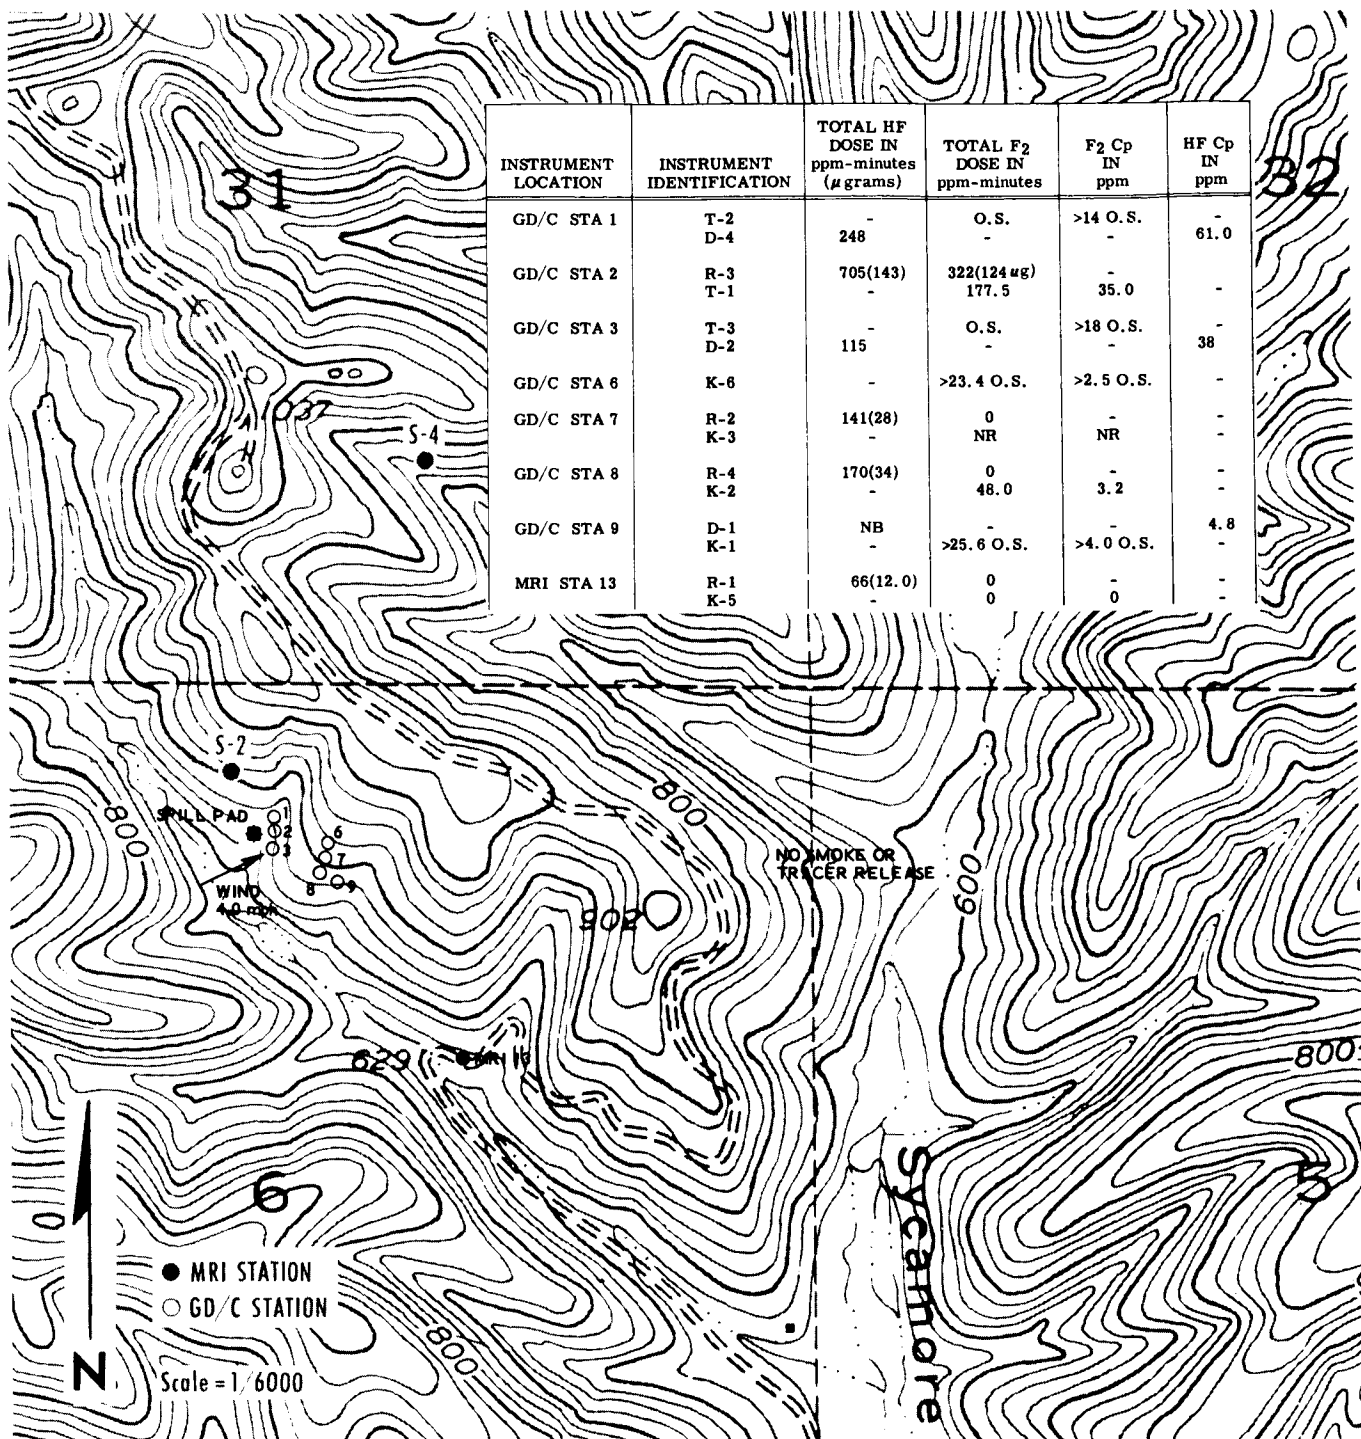 31
32
TOTAL HF
DOSE IN
ppm-minutes
(µ grams)
TOTAL F2
DOSE IN
ppm-minutes
F2 Cp
IN
ppm
HF Cp
IN
ppm
INSTRUMENT
LOCATION
INSTRUMENT
IDENTIFICATION
GD/C STA 1 T-2 - O.S. >14 O.S. -
D-4 248 - - 61.0
GD/C STA 2 R-3 705(143) 322(124 ug) -
T-1 - 177.5 35.0 -
GD/C STA 3 T-3 - O.S. >18 O.S. -
D-2 115 - - 38
GD/C STA 6 K-6 - >23.4 O.S. >2.5 O.S. -
GD/C STA 7 R-2 141(28) 0 - -
K-3 - NR NR -
GD/C STA 8 R-4 170(34) 0 - -
K-2 - 48.0 3.2 -
GD/C STA 9 D-1 NB - - 4.8
K-1 - >25.6 O.S. >4.0 O.S. -
MRI STA 13 R-1 66(12.0) 0 - -
K-5 - 0 0 -
1037
S-4
S-2
800
SPILL PAD
1
2
3
6
7
8
9
WIND
4.0 mph
800
NO SMOKE OR
TRACER RELEASE
600
902
629
MRI 13
800
6
5
Sycamore
● MRI STATION
○ GD/C STATION
800
N
Scale = 1/6000